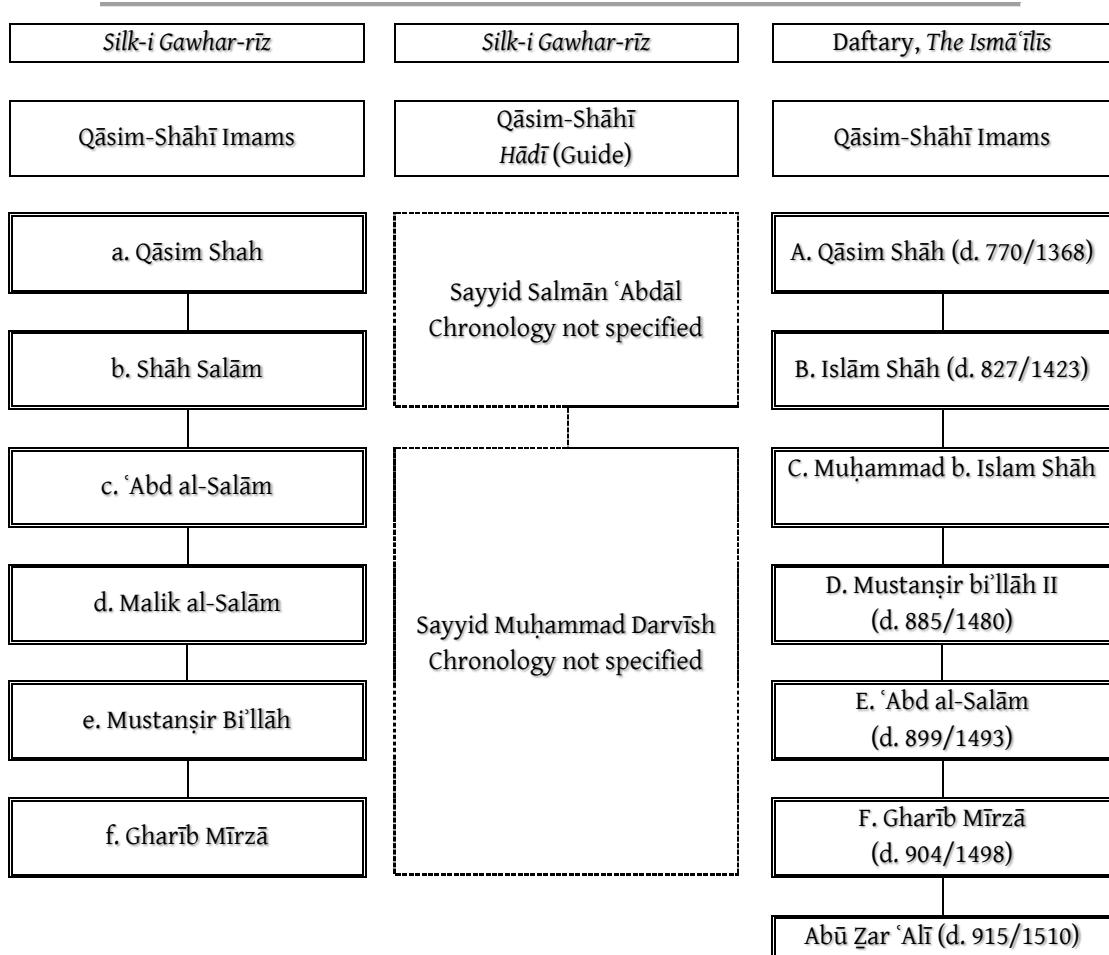 Silk-i Gawhar-rīz
Qāsim-Shāhī Imams
a. Qāsim Shah
b. Shāh Salām
c. ʿAbd al-Salām
d. Malik al-Salām
e. Mustanṣir Biʾllāh
f. Gharīb Mīrzā
Silk-i Gawhar-rīz
Qāsim-Shāhī
Hādī (Guide)
Sayyid Salmān ʿAbdāl
Chronology not specified
Sayyid Muḥammad Darvīsh
Chronology not specified
Daftary, The Ismāʿīlīs
Qāsim-Shāhī Imams
A. Qāsim Shāh (d. 770/1368)
B. Islām Shāh (d. 827/1423)
C. Muḥammad b. Islam Shāh
D. Mustanṣir biʾllāh II
(d. 885/1480)
E. ʿAbd al-Salām
(d. 899/1493)
F. Gharīb Mīrzā
(d. 904/1498)
Abū Ẕar ʿAlī (d. 915/1510)